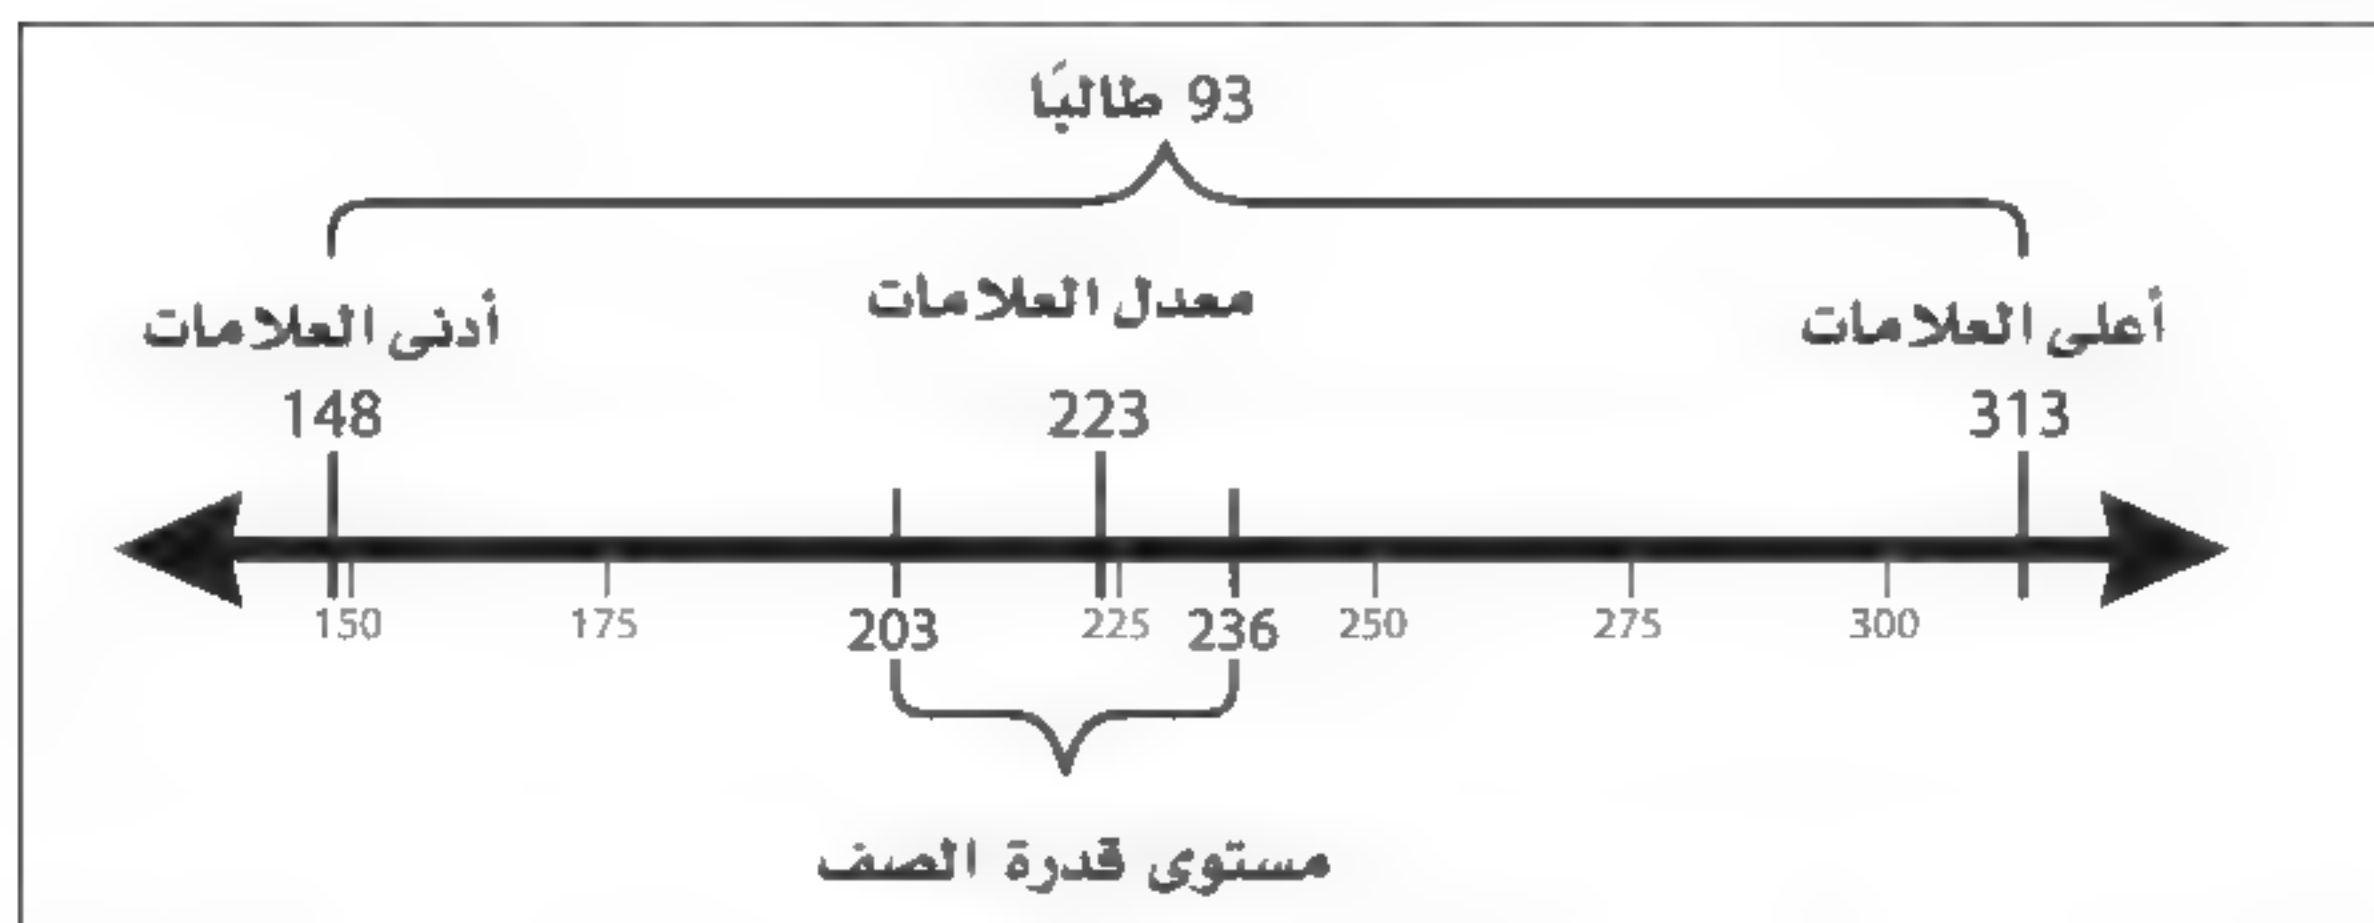 93 طالبًا
أدنى العلامات
معدل العلامات
أعلى العلامات
148
223
313
150
175
203
225
236
250
275
300
مستوى قدرة الصف